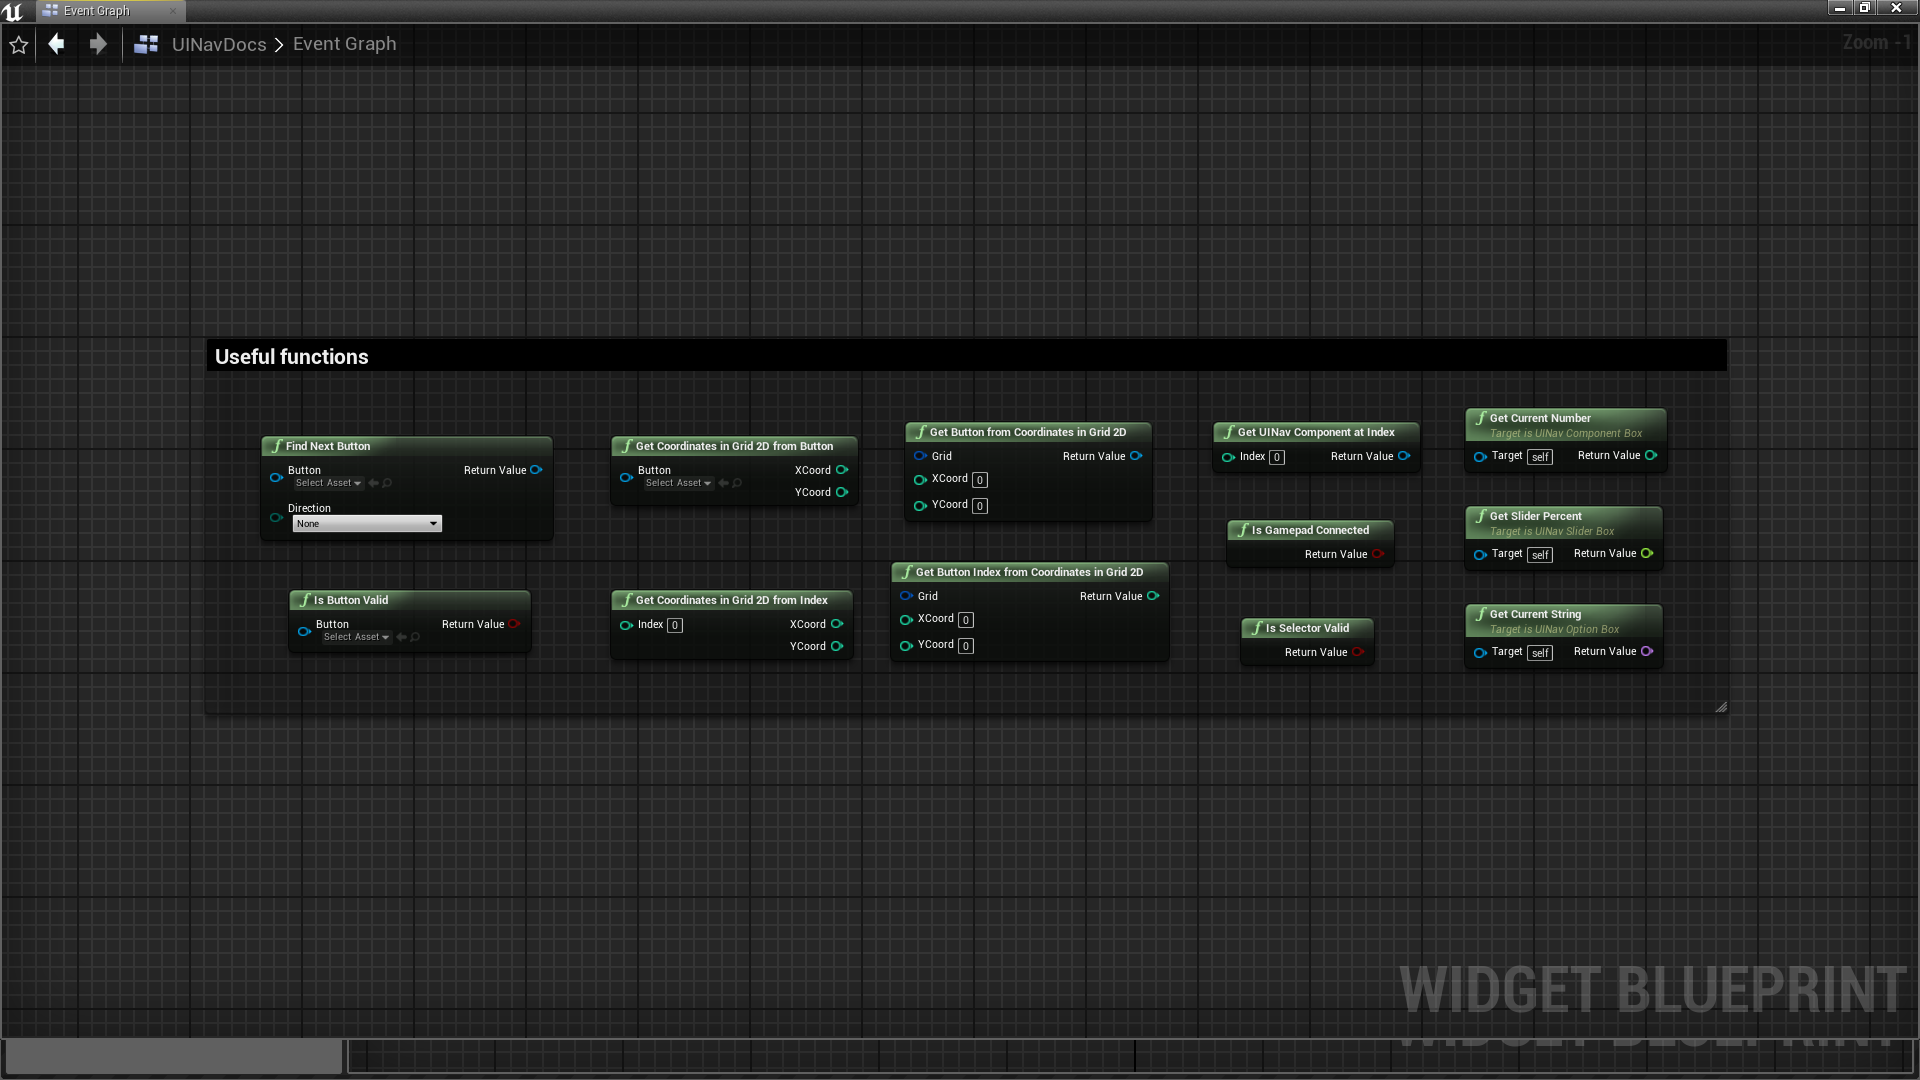 Event Graph
UINavDocs > Event Graph
Zoom -1
Useful functions
Find Next Button
Button
Select Asset
Return Value
Direction
None
Is Button Valid
Button
Select Asset
Return Value
Get Coordinates in Grid 2D from Button
Button
Select Asset
XCoord
YCoord
Get Coordinates in Grid 2D from Index
Index 0
XCoord
YCoord
Get Button from Coordinates in Grid 2D
Grid
Return Value
XCoord 0
YCoord 0
Get Button Index from Coordinates in Grid 2D
Grid
Return Value
XCoord 0
YCoord 0
Get UINav Component at Index
Index 0
Return Value
Is Gamepad Connected
Return Value
Is Selector Valid
Return Value
Get Current Number
Target is UINav Component Box
Target self
Return Value
Get Slider Percent
Target is UINav Slider Box
Target self
Return Value
Get Current String
Target is UINav Option Box
Target self
Return Value
WIDGET BLUEPRINT
WIDGET BLUEPRINT